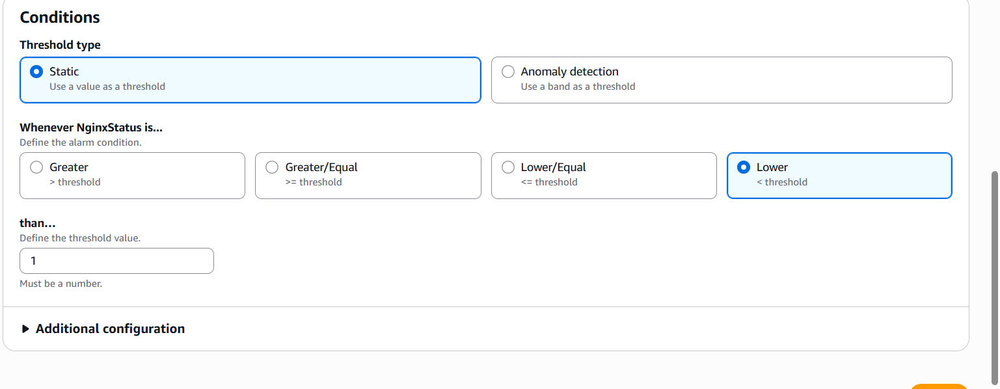 Conditions
Threshold type
Static
Use a value as a threshold
Anomaly detection
Use a band as a threshold
Whenever NginxStatus is...
Define the alarm condition.
Greater
> threshold
Greater/Equal
>= threshold
Lower/Equal
<= threshold
Lower
< threshold
than...
Define the threshold value.
1
Must be a number.
Additional configuration